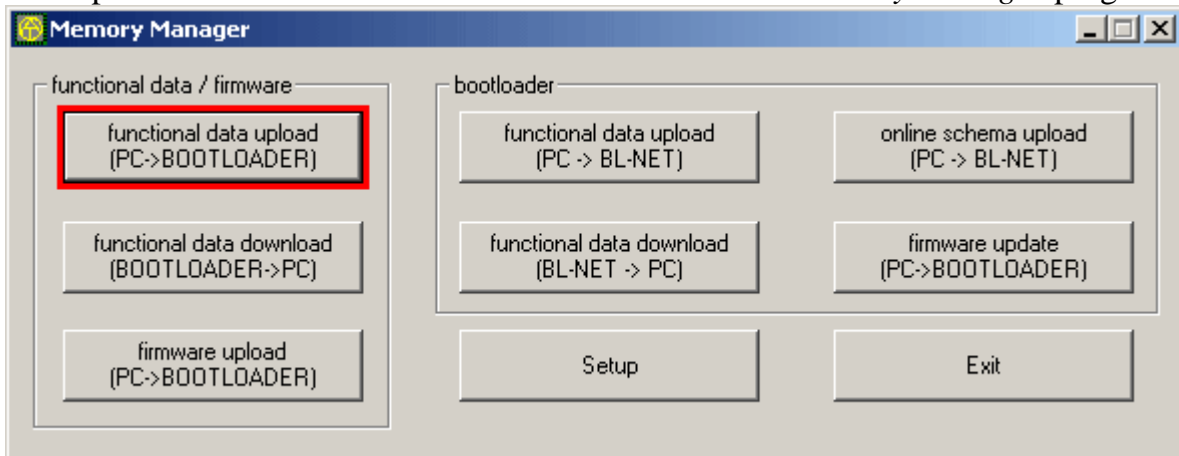 Memory Manager
functional data / firmware
functional data upload
(PC->BOOTLOADER)
functional data download
(BOOTLOADER->PC)
firmware upload
(PC->BOOTLOADER)
bootloader
functional data upload
(PC -> BL-NET)
online schema upload
(PC -> BL-NET)
functional data download
(BL-NET -> PC)
firmware update
(PC->BOOTLOADER)
Setup
Exit